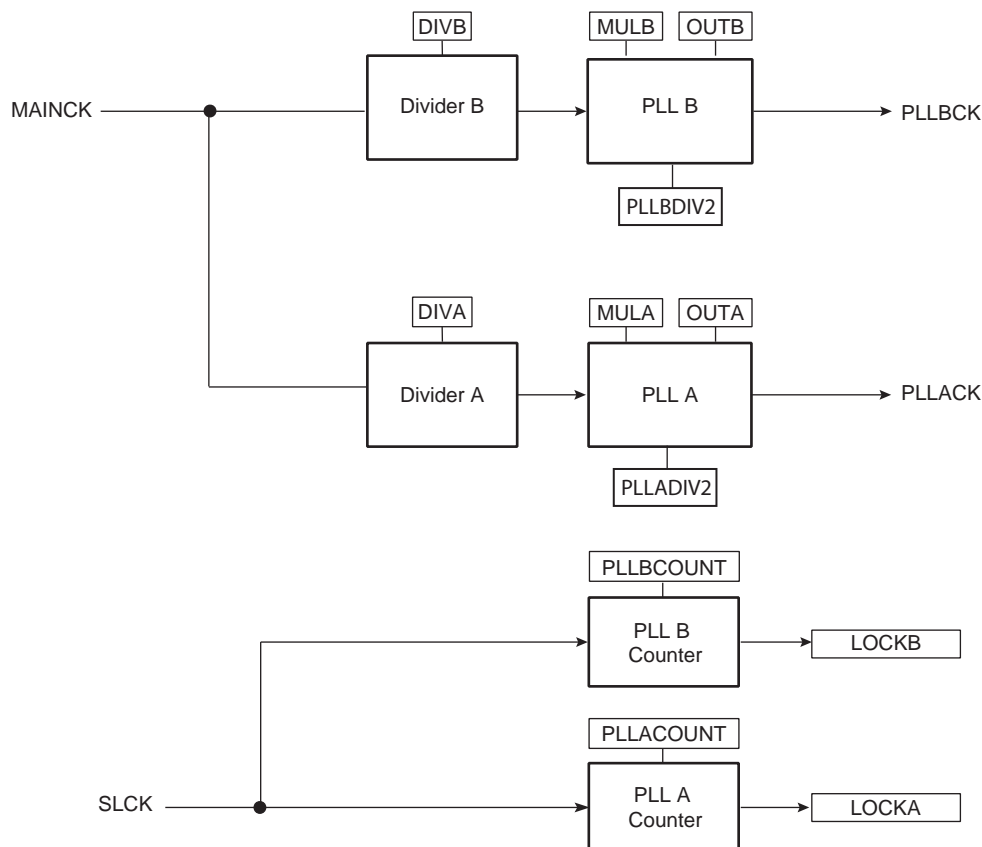 DIVB
MULB
OUTB
MAINCK
Divider B
PLL B
PLLBCK
PLLBDIV2
DIVA
MULA
OUTA
Divider A
PLL A
PLLACK
PLLADIV2
PLLBCOUNT
PLL B
Counter
LOCKB
PLLACOUNT
SLCK
PLL A
Counter
LOCKA